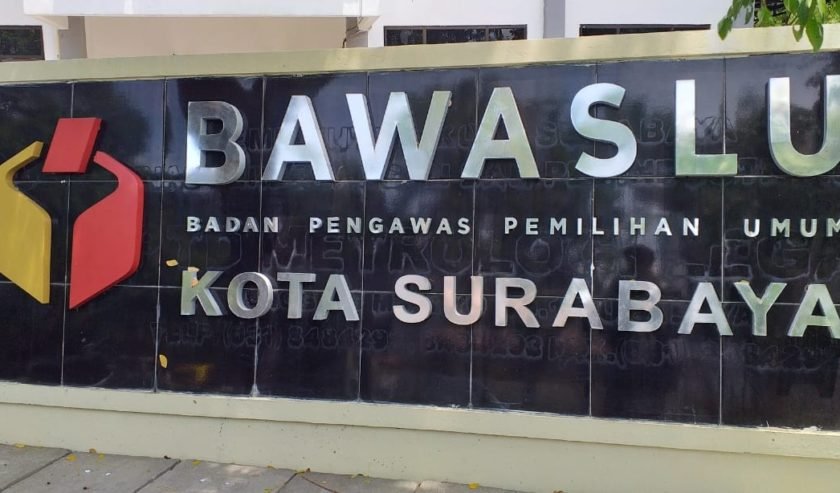 BAWASLU
BADAN PENGAWAS PEMILIHAN UMUM
KOTA SURABAYA